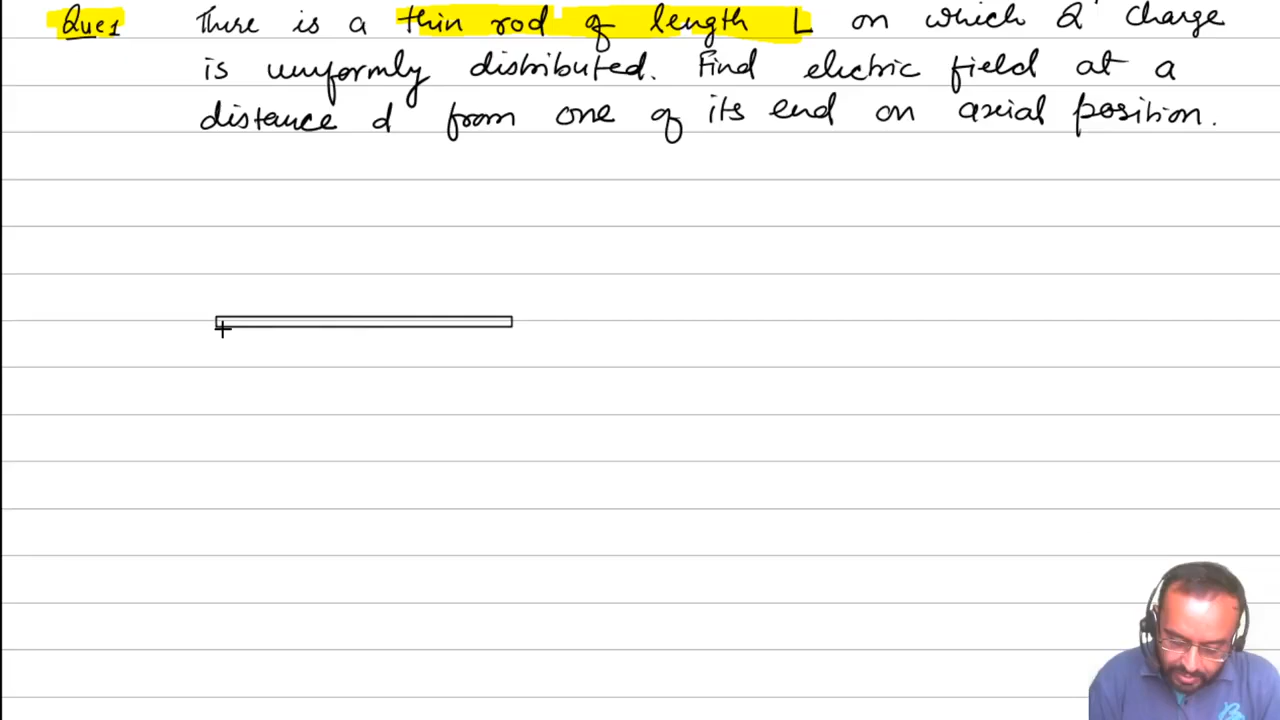 Que1 There is a thin rod of length L on which Q charge
is uniformly distributed. Find electric field at a
distance d from one of its end on axial position.